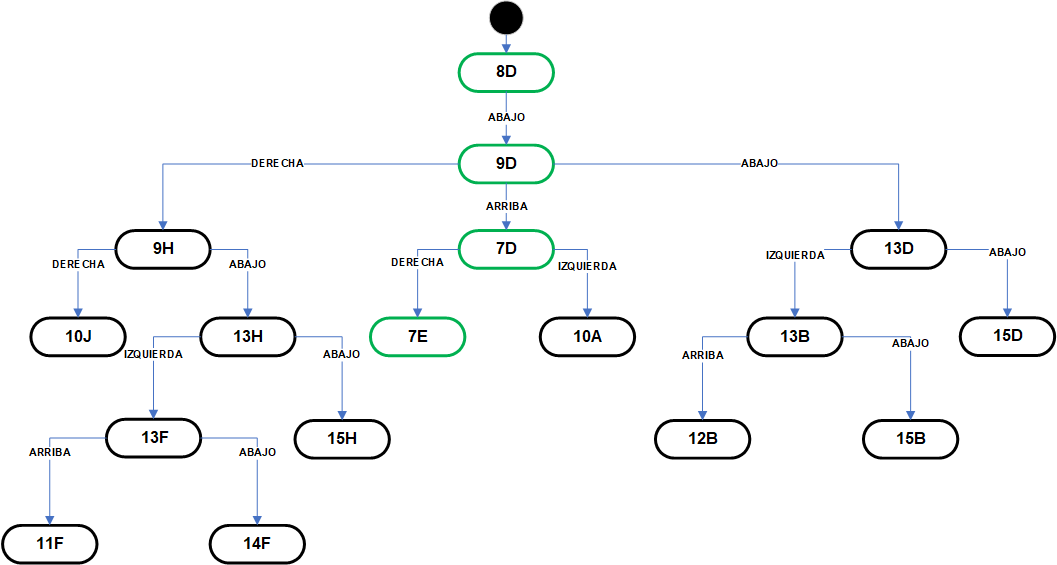 8D
ABAJO
9D
DERECHA
ABAJO
ARRIBA
9H
7D
13D
DERECHA
ABAJO
DERECHA
IZQUIERDA
IZQUIERDA
ABAJO
10J
13H
7E
10A
13B
15D
IZQUIERDA
ABAJO
ARRIBA
ABAJO
13F
15H
12B
15B
ARRIBA
ABAJO
11F
14F